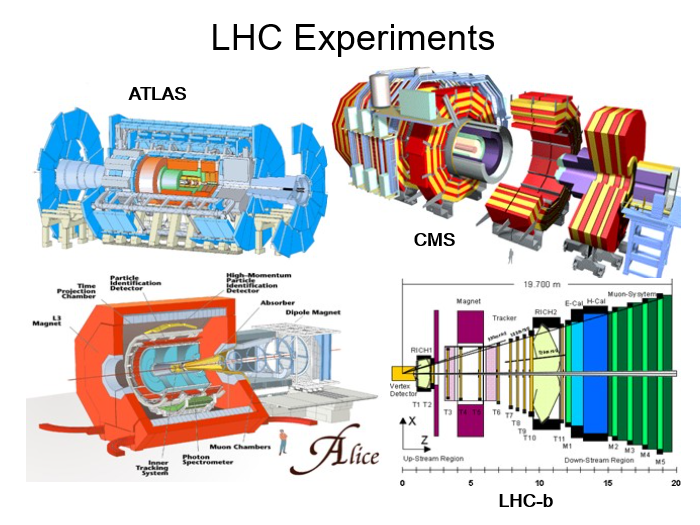 LHC Experiments
ATLAS
CMS
Time
Projection
Chamber
Particle
Identification
Detector
High-Momentum
Particle
Identification
Detector
Absorber
Dipole Magnet
L3
Magnet
Muon Chambers
Photon
Spectrometer
Inner
Tracking
System
Alice
19.700 m
Magnet
Tracker
RICH1
RICH2
E-Cal
H-Cal
Muon-System
Vertex
Detector
T1 T2
T3
T4
T5
T6
T7
T8
T9
T10
T11
M1
M2
M3
M4
M5
X
Z
Up-Stream Region
Down-Stream Region
0
5
10
15
20
LHC-b